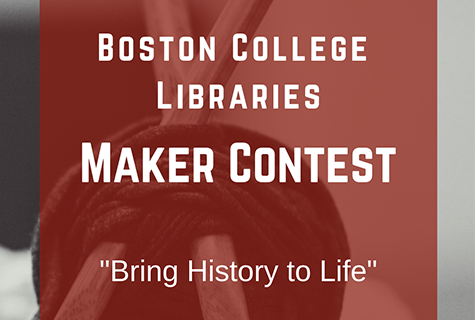 Boston College
Libraries
Maker Contest
"Bring History to Life"